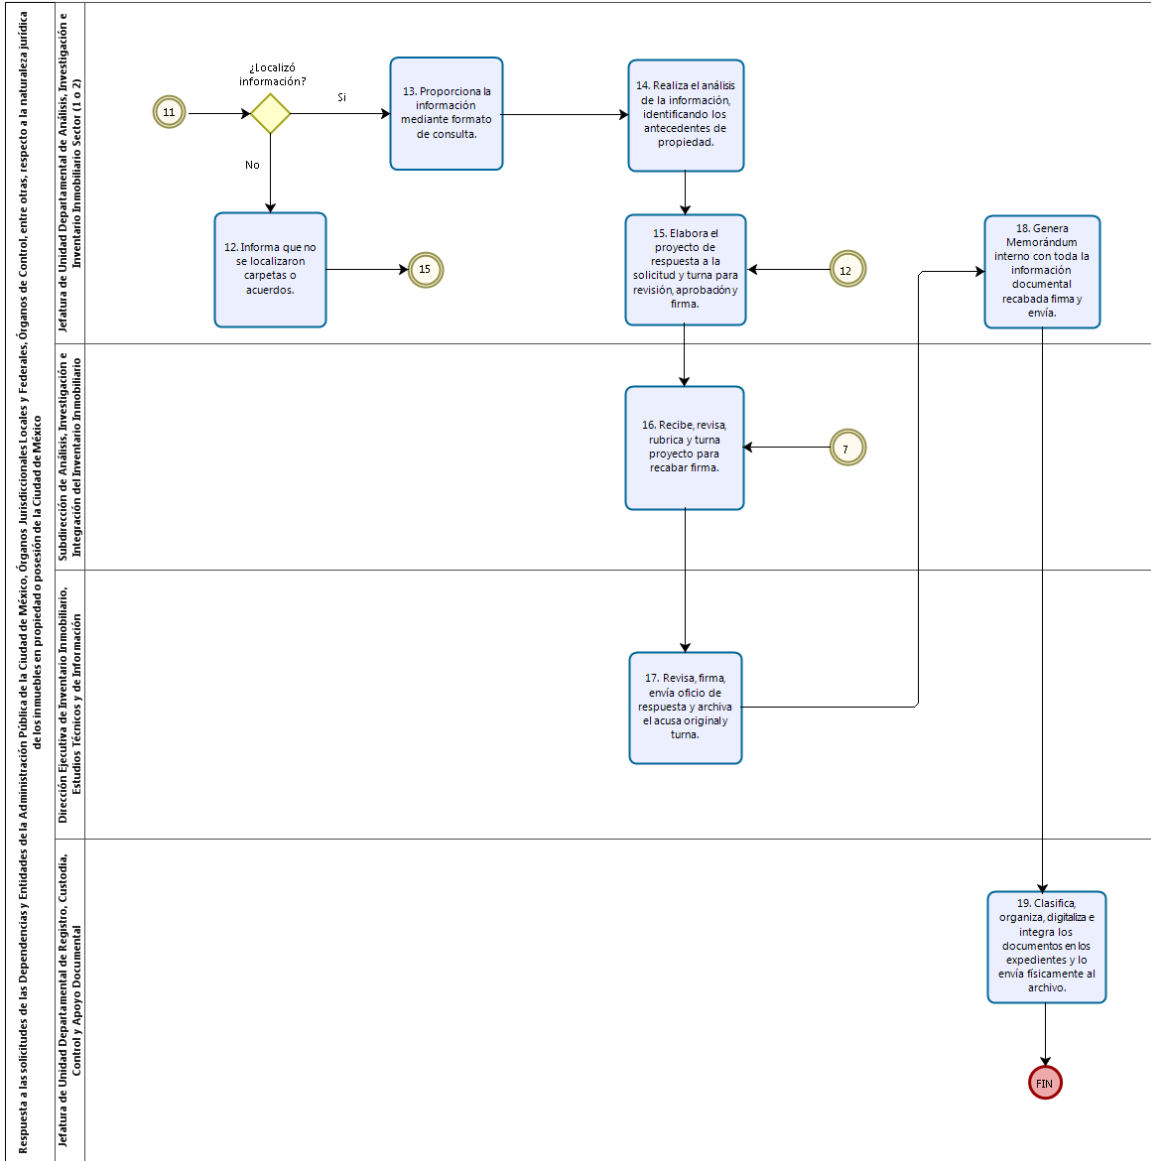 Respuesta a las solicitudes de las Dependencias y Entidades de la Administración Pública de la Ciudad de México, Órganos Jurisdiccionales Locales y Federales, Órganos de Control, entre otras, respecto a la naturaleza jurídica
de los inmuebles en propiedad o posesión de la Ciudad de México
Jefatura de Unidad Departamental de Análisis, Investigación e
Inventario Inmobiliario Sector (1 o 2)
11
¿Localizó
información?
Si
No
13. Proporciona la
información
mediante formato
de consulta.
14. Realiza el análisis
de la información,
identificando los
antecedentes de
propiedad.
12. Informa que no
se localizaron
carpetas o
acuerdos.
15
15. Elabora el
proyecto de
respuesta a la
solicitud y turna para
revisión, aprobación y
firma.
12
18. Genera
Memorándum
interno con toda la
información
documental
recabada firma y
envía.
Subdirección de Análisis, Investigación e
Integración del Inventario Inmobiliario
16. Recibe, revisa,
rubrica y turna
proyecto para
recabar firma.
7
Dirección Ejecutiva de Inventario Inmobiliario,
Estudios Técnicos y de Información
17. Revisa, firma,
envía oficio de
respuesta y archiva
el acusa original y
turna.
Jefatura de Unidad Departamental de Registro, Custodia,
Control y Apoyo Documental
19. Clasifica,
organiza, digitaliza e
integra los
documentos en los
expedientes y lo
envía físicamente al
archivo.
FIN